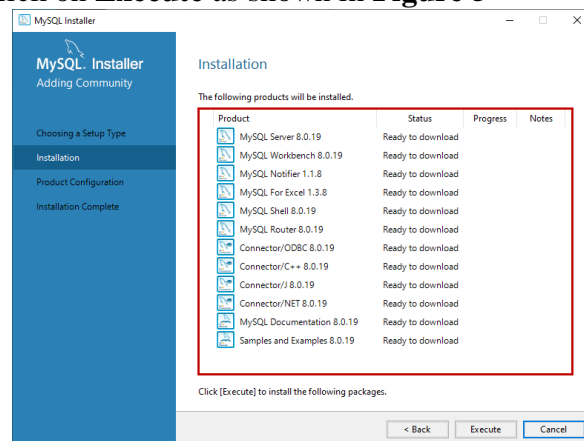 on Execute as shown in Figure
MySQL Installer
MySQL. Installer
Adding Community
Choosing a Setup Type
Installation
Product Configuration
Installation Complete
Installation
The following products will be installed.
Product Status Progress Notes
MySQL Server 8.0.19 Ready to download
MySQL Workbench 8.0.19 Ready to download
MySQL Notifier 1.1.8 Ready to download
MySQL For Excel 1.3.8 Ready to download
MySQL Shell 8.0.19 Ready to download
MySQL Router 8.0.19 Ready to download
Connector/ODBC 8.0.19 Ready to download
Connector/C++ 8.0.19 Ready to download
Connector/J 8.0.19 Ready to download
Connector/NET 8.0.19 Ready to download
MySQL Documentation 8.0.19 Ready to download
Samples and Examples 8.0.19 Ready to download
Click [Execute] to install the following packages.
< Back Execute Cancel